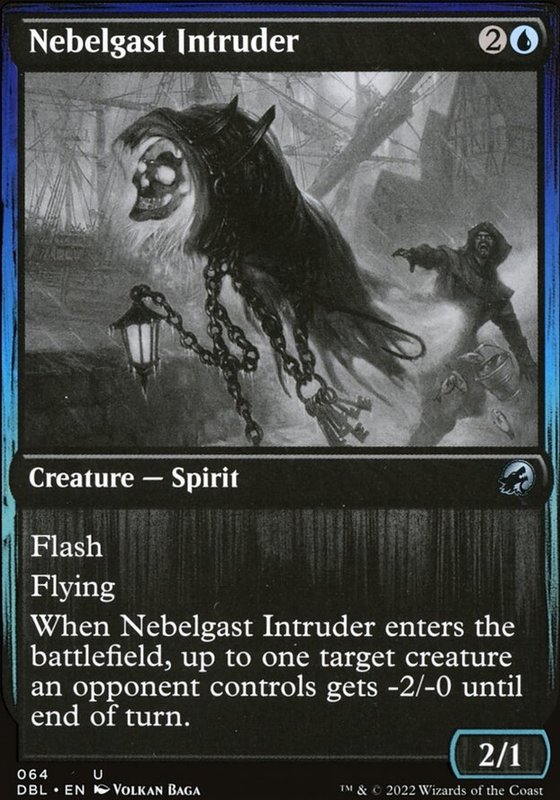 Nebelgast Intruder 2
Creature — Spirit
Flash
Flying
When Nebelgast Intruder enters the
battlefield, up to one target creature
an opponent controls gets -2/-0 until
end of turn.
2/1
064 U
DBL • EN Volkan Baga
™ & © 2022 Wizards of the Coast